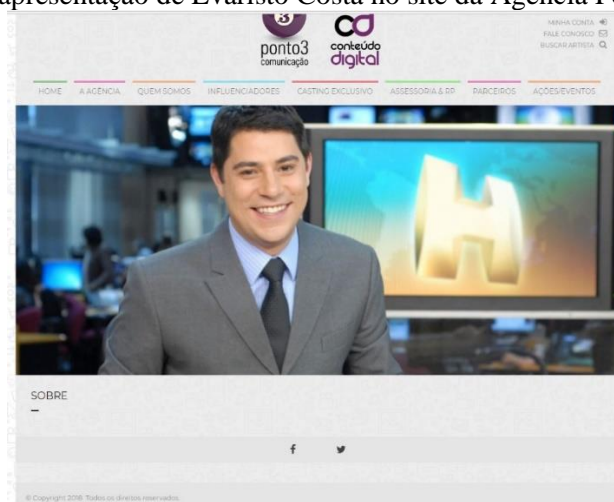 apresentação de Evaristo Costa no site da Agência
3
ponto3
comunicação
conteúdo
digital
MINHA CONTA
FALE CONOSCO
BUSCAR ARTISTA
HOME
A AGÊNCIA
QUEM SOMOS
INFLUENCIADORES
CASTING EXCLUSIVO
ASSESSORIA & RP
PARCEIROS
AÇÕES/EVENTOS
H
SOBRE
© Copyright 2018. Todos os direitos reservados.